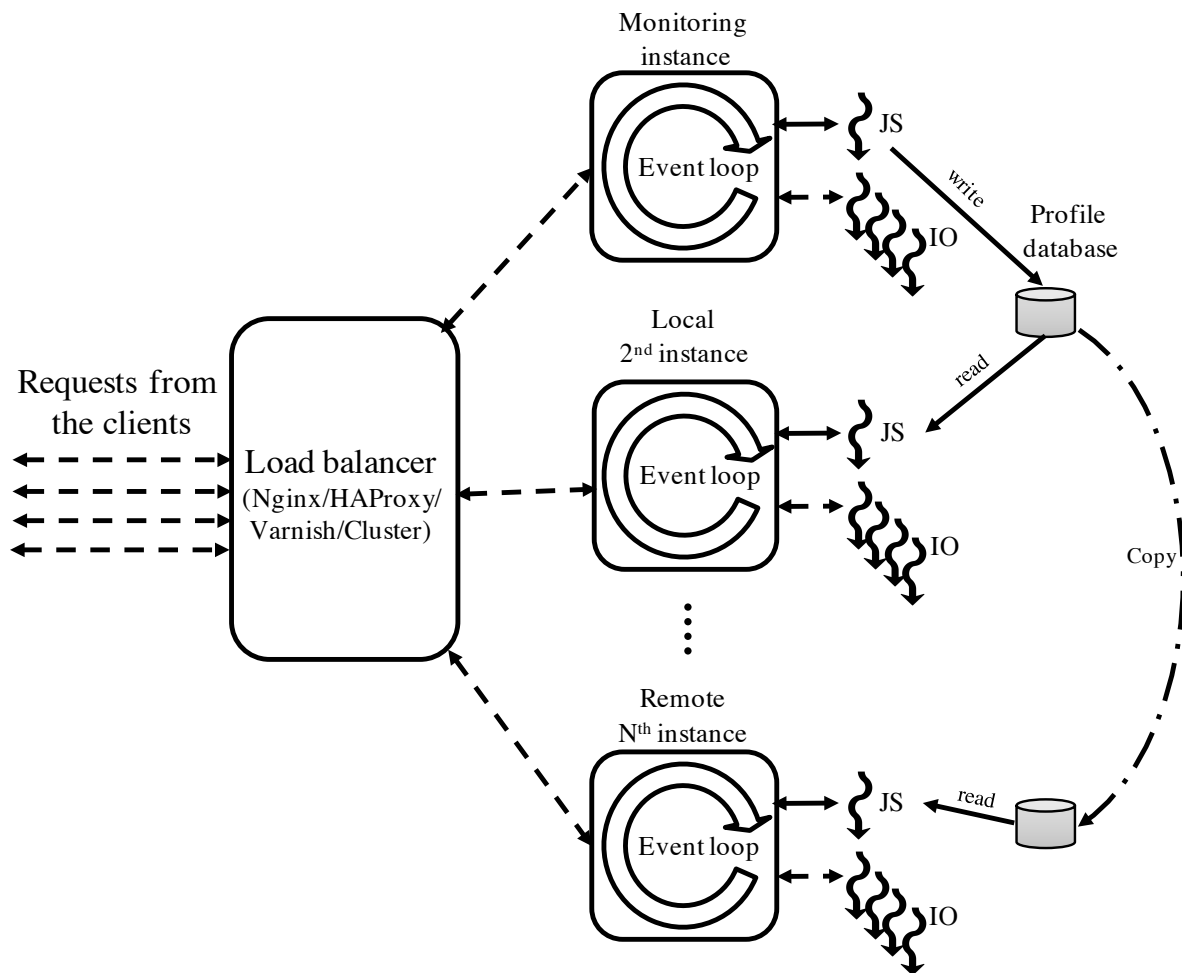 Monitoring
instance
Event loop
JS
IO
write
Profile
database
Local
2nd instance
read
Event loop
JS
IO
Requests from
the clients
Load balancer
(Nginx/HAProxy/
Varnish/Cluster)
Copy
Remote
Nth instance
Event loop
JS
read
IO